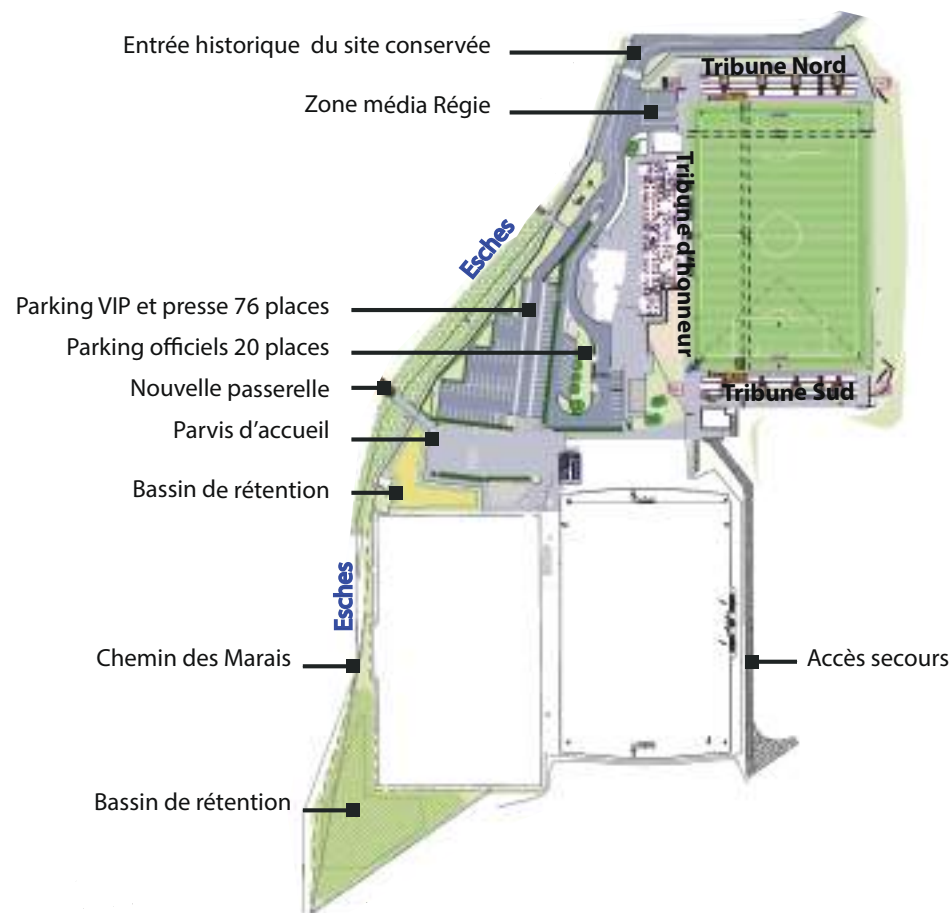 Entrée historique du site conservée
Tribune Nord
Zone média Régie
Tribune d'honneur
Esches
Parking VIP et presse 76 places
Parking officiels 20 places
Nouvelle passerelle
Tribune Sud
Parvis d'accueil
Bassin de rétention
Esches
Chemin des Marais
Accès secours
Bassin de rétention